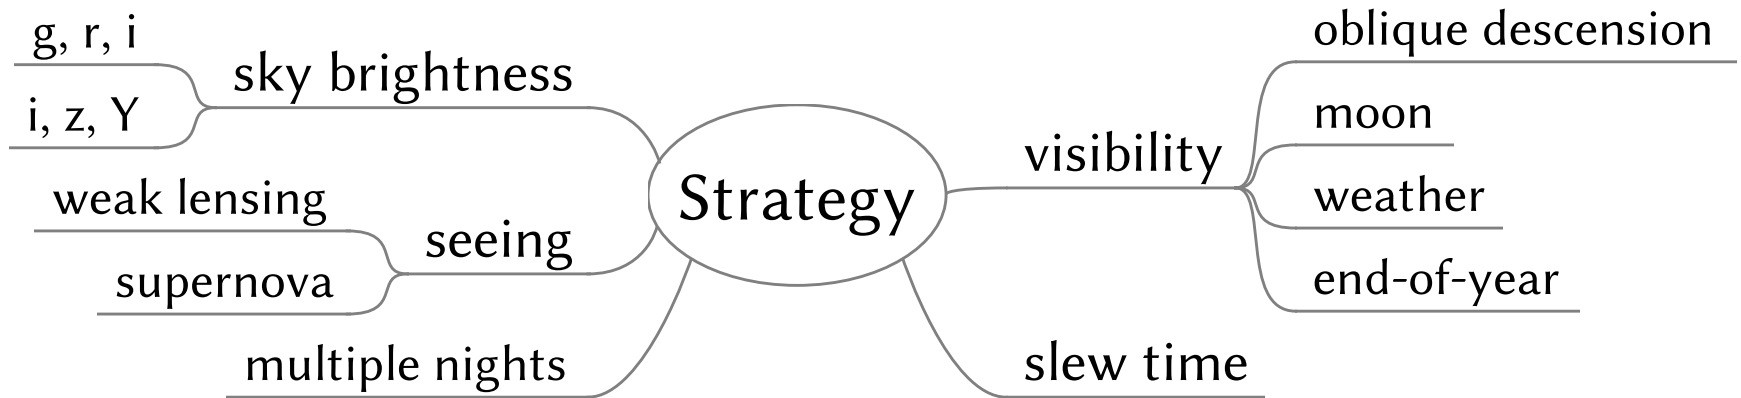 g, r, i
i, z, Y
sky brightness
weak lensing
supernova
seeing
multiple nights
Strategy
visibility
oblique descension
moon
weather
end-of-year
slew time